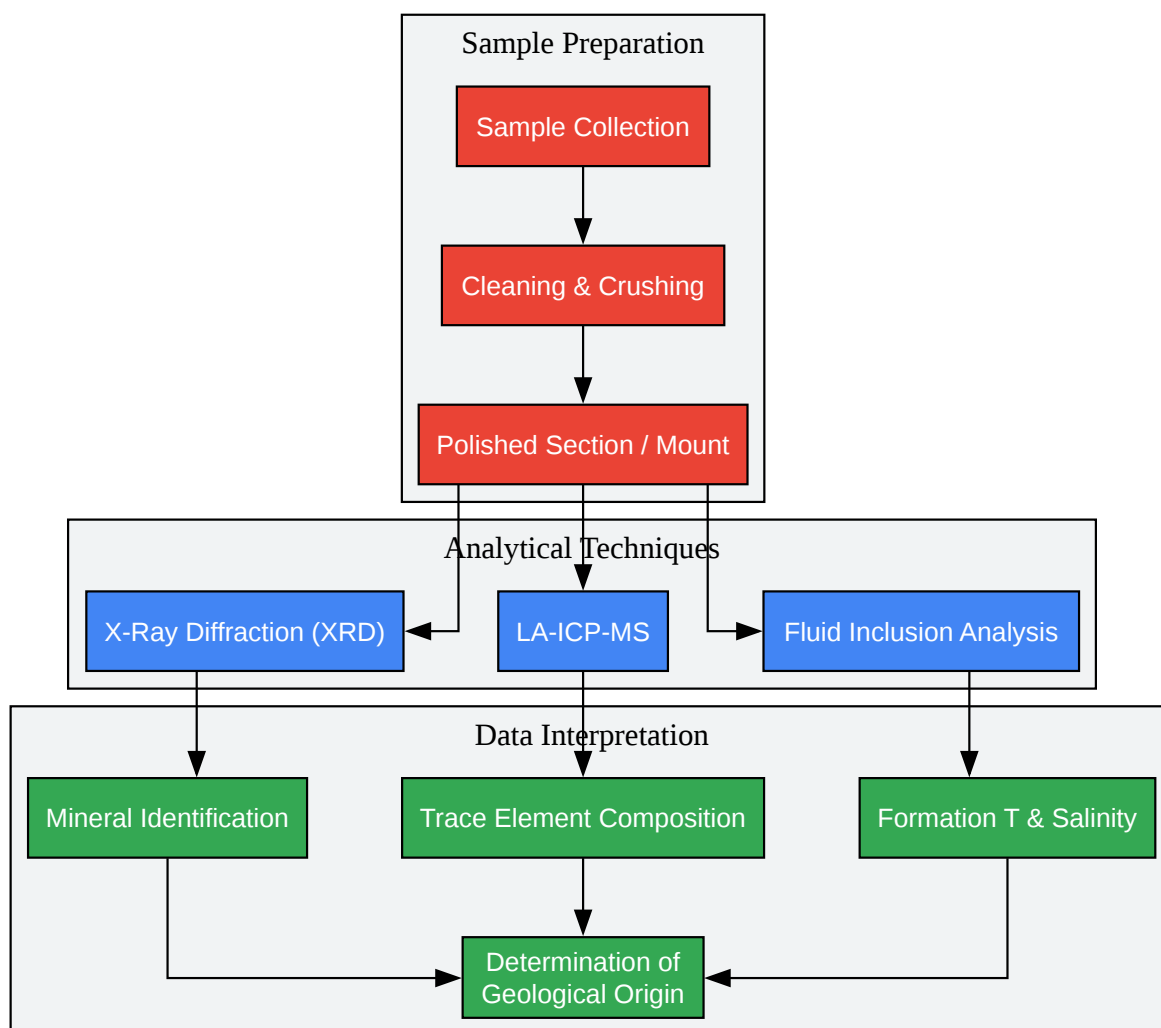 Sample Preparation
Sample Collection
Cleaning & Crushing
Polished Section / Mount
Analytical Techniques
X-Ray Diffraction (XRD)
LA-ICP-MS
Fluid Inclusion Analysis
Data Interpretation
Mineral Identification
Trace Element Composition
Formation T & Salinity
Determination of
Geological Origin